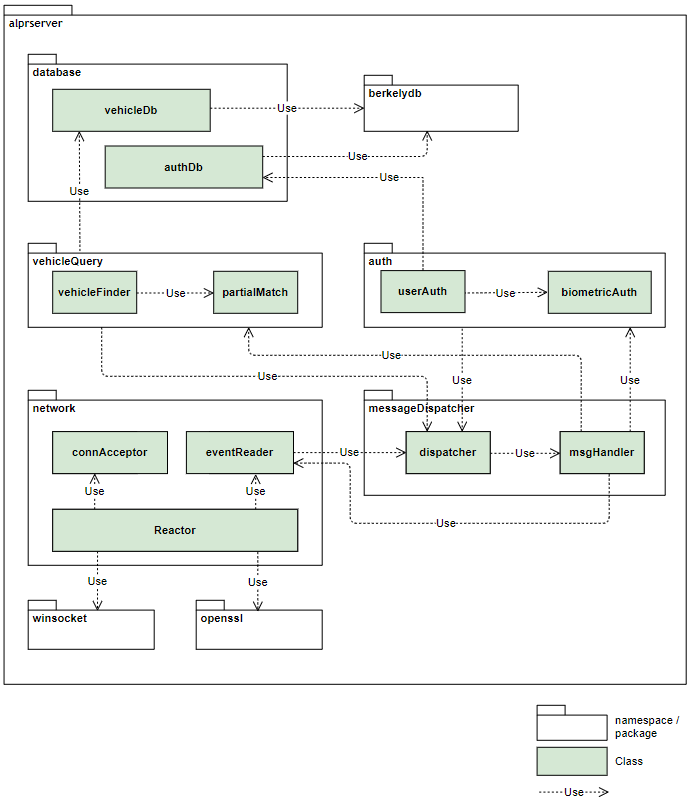 alprserver
database
vehicleDb
Use
berkelydb
authDb
Use
Use
Use
vehicleQuery
vehicleFinder
Use
partialMatch
auth
userAuth
Use
biometricAuth
Use
Use
Use
Use
network
connAcceptor
eventReader
Use
Use
Use
Reactor
messageDispatcher
dispatcher
Use
msgHandler
Use
Use
Use
winsocket
openssl
namespace /
package
Class
Use